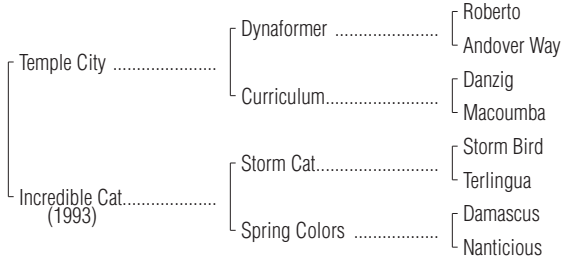 Roberto
Dynaformer ........................
Andover Way
Temple City ........................
Danzig
Curriculum..........................
Macoumba
Storm Bird
Storm Cat............................
Terlingua
Incredible Cat......................
(1993)
Damascus
Spring Colors ...................
Nanticious